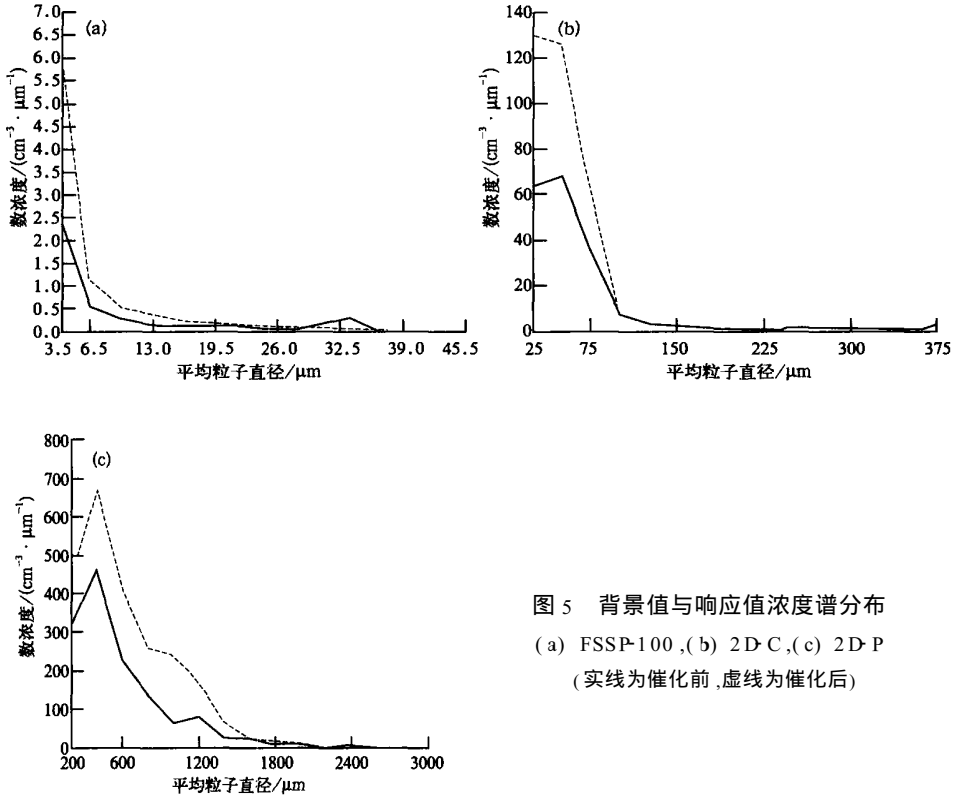 (a)
7.0
6.5
6.0
5.5
5.0
4.5
4.0
3.5
3.0
2.5
2.0
1.5
1.0
0.5
0.0
数浓度/(cm⁻³·μm⁻¹)
3.5 6.5 13.0 19.5 26.0 32.5 39.0 45.5
平均粒子直径/μm
(b)
140
120
100
80
60
40
20
0
数浓度/(cm⁻³·μm⁻¹)
25 75 150 225 300 375
平均粒子直径/μm
(c)
800
700
600
500
400
300
200
100
0
数浓度/(cm⁻³·μm⁻¹)
200 600 1200 1800 2400 3000
平均粒子直径/μm
图 5 背景值与响应值浓度谱分布
(a) FSSP-100,(b) 2D-C,(c) 2D-P
(实线为催化前,虚线为催化后)